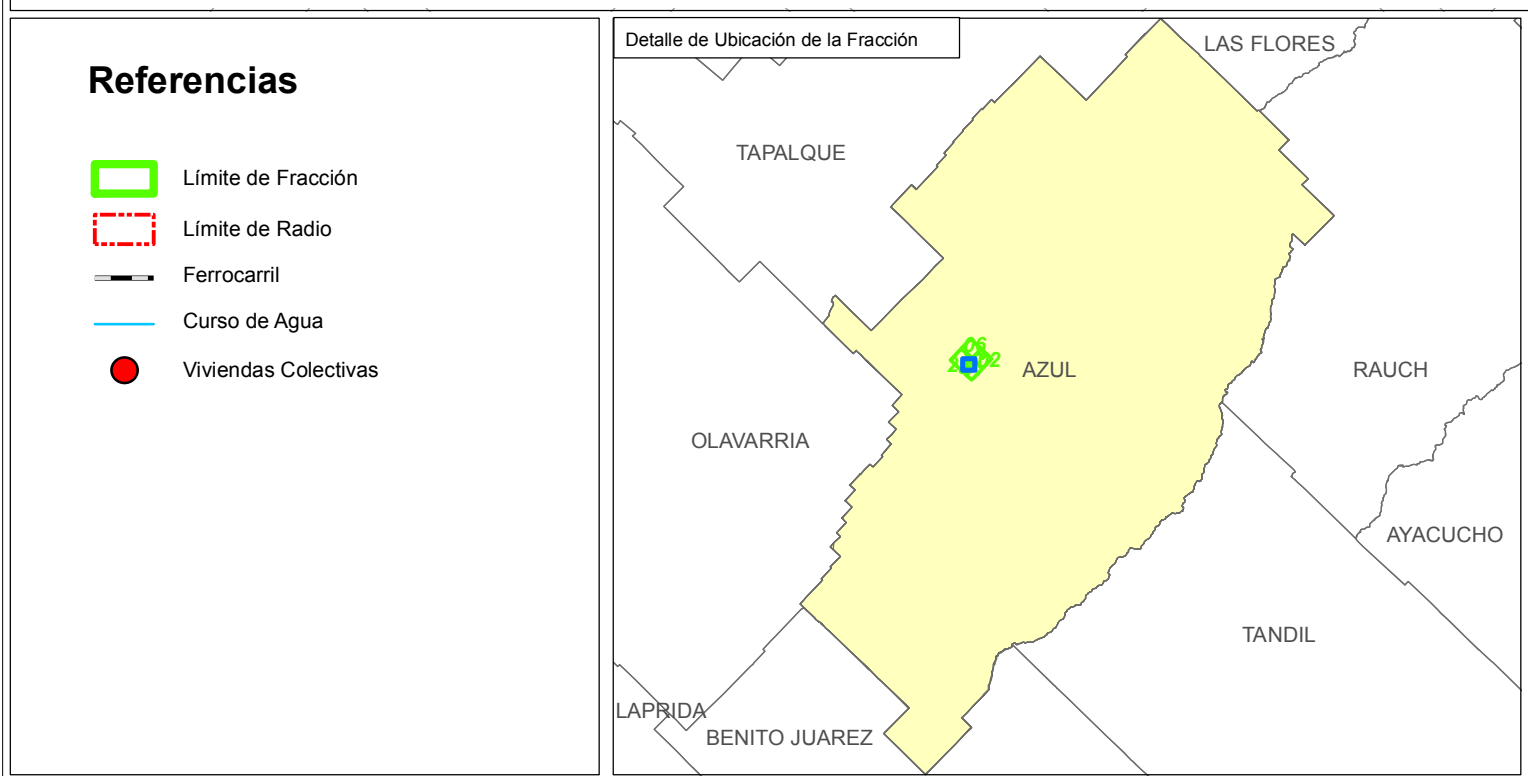 Referencias
Límite de Fracción
Límite de Radio
Ferrocarril
Curso de Agua
Viviendas Colectivas
Detalle de Ubicación de la Fracción
LAS FLORES
TAPALQUE
06
02
AZUL
RAUCH
OLAVARRIA
AYACUCHO
TANDIL
LAPRIDA
BENITO JUAREZ